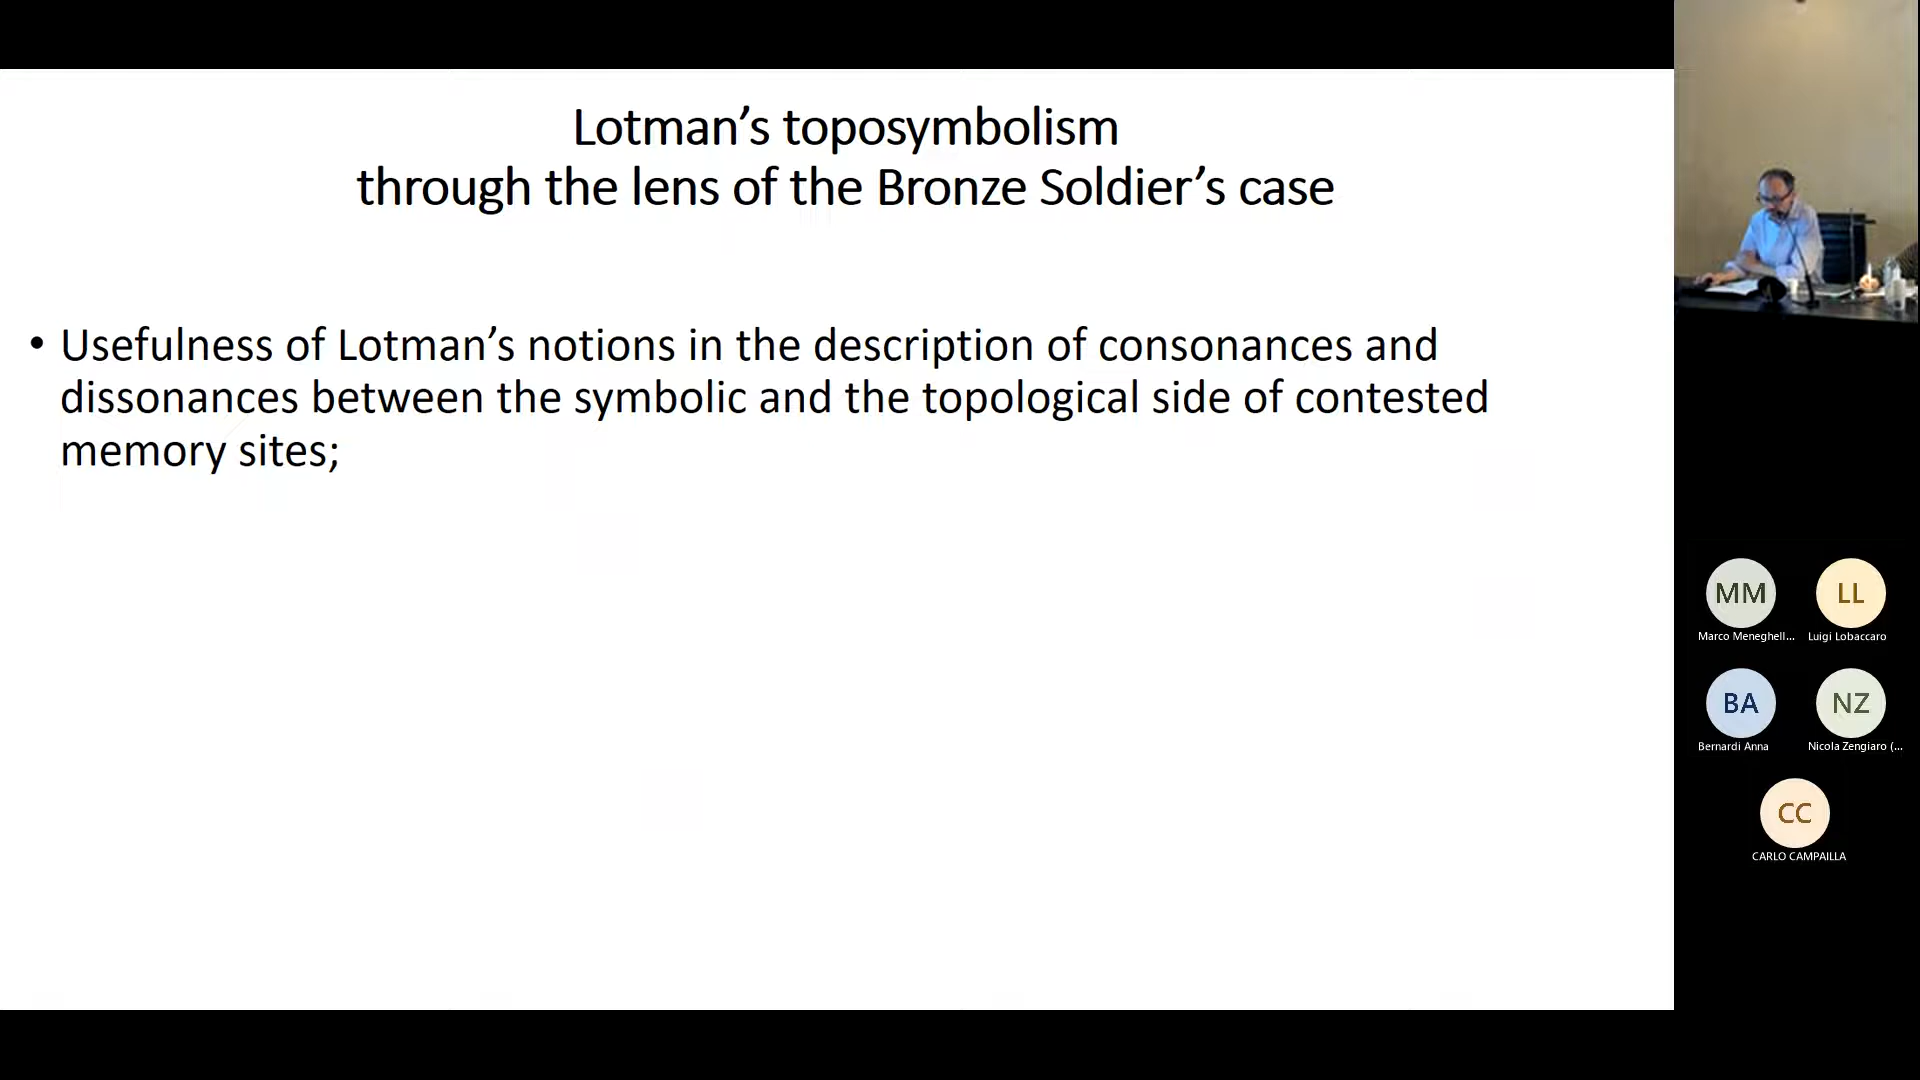 Lotman’s toposymbolism
through the lens of the Bronze Soldier’s case
• Usefulness of Lotman’s notions in the description of consonances and
dissonances between the symbolic and the topological side of contested
memory sites;
MM
Marco Meneghell...
LL
Luigi Lobaccaro
BA
Bernardi Anna
NZ
Nicola Zengiaro (...
CC
CARLO CAMPAILLA